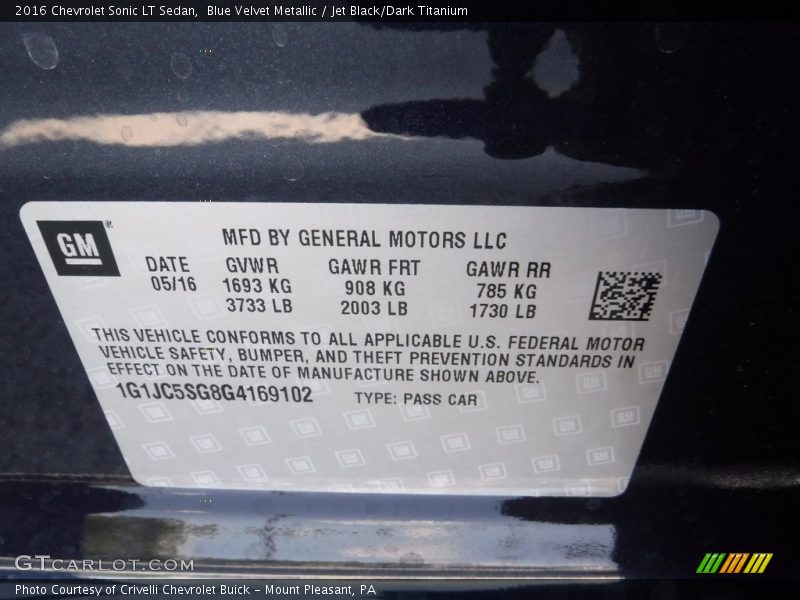 2016 Chevrolet Sonic LT Sedan,  Blue Velvet Metallic / Jet Black/Dark Titanium
GM®
MFD BY GENERAL MOTORS LLC
DATE GVWR GAWR FRT GAWR RR
05/16 1693 KG 908 KG 785 KG
3733 LB 2003 LB 1730 LB
THIS VEHICLE CONFORMS TO ALL APPLICABLE U.S. FEDERAL MOTOR
VEHICLE SAFETY, BUMPER, AND THEFT PREVENTION STANDARDS IN
EFFECT ON THE DATE OF MANUFACTURE SHOWN ABOVE.
1G1JC5SG8G4169102 TYPE: PASS CAR
GTCARLOT.COM
Photo Courtesy of Crivelli Chevrolet Buick – Mount Pleasant, PA